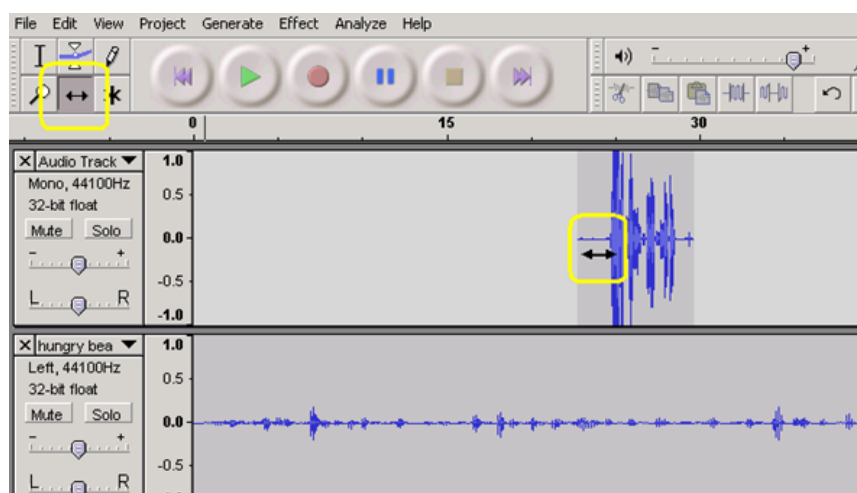 File Edit View Project Generate Effect Analyze Help
0 15 30
Audio Track
Mono, 44100Hz
32-bit float
Mute Solo
- +
L R
1.0
0.5
0.0
-0.5
-1.0
hungry bea
Left, 44100Hz
32-bit float
Mute Solo
- +
L R
1.0
0.5
0.0
-0.5